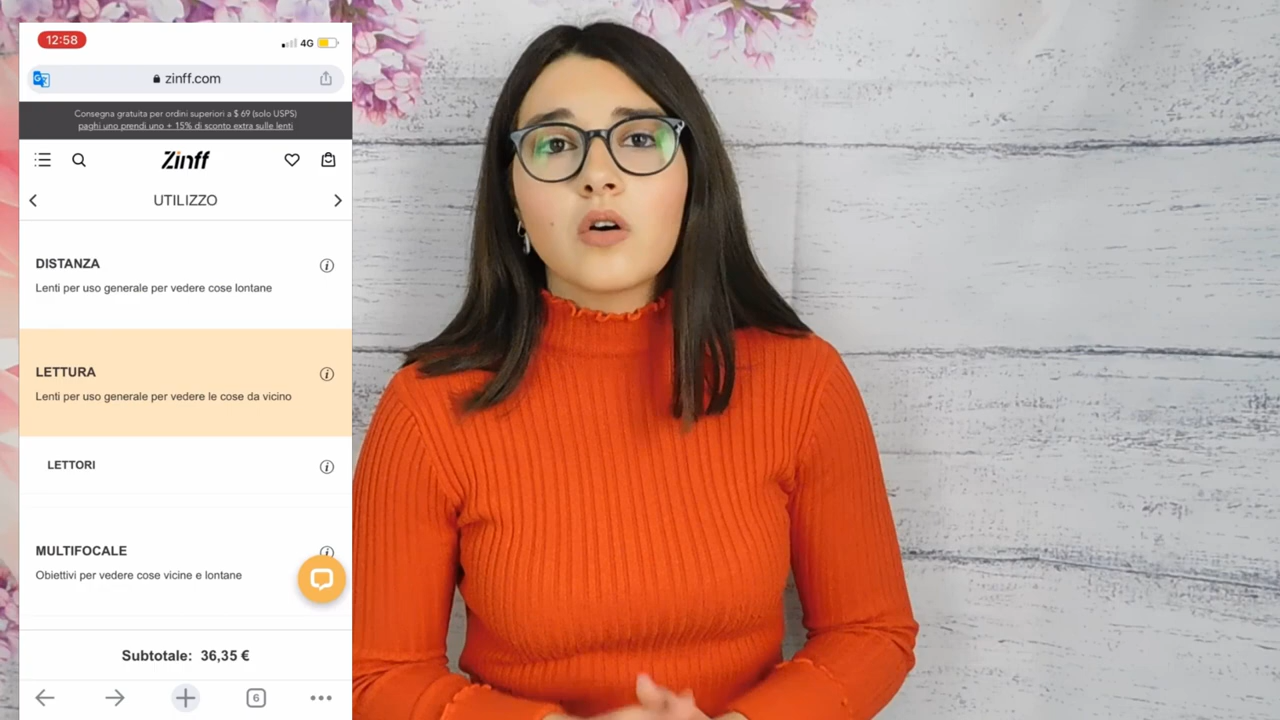 12:58
4G
zinff.com
Consegna gratuita per ordini superiori a $ 69 (solo USPS)
paghi uno prendi uno + 15% di sconto extra sulle lenti
Zinff
UTILIZZO
DISTANZA
Lenti per uso generale per vedere cose lontane
LETTURA
Lenti per uso generale per vedere le cose da vicino
LETTORI
MULTIFOCALE
Obiettivi per vedere cose vicine e lontane
Subtotale: 36,35 €
6